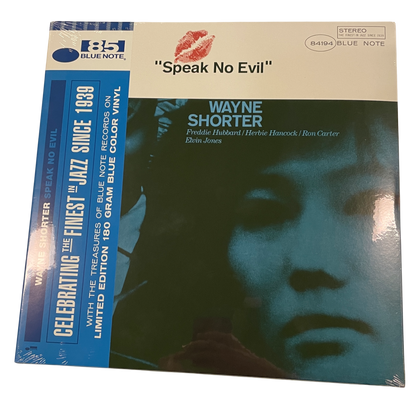 85
BLUE NOTE
"Speak No Evil"
STEREO
84194 BLUE NOTE
WAYNE
SHORTER
Freddie Hubbard / Herbie Hancock / Ron Carter
Elvin Jones
WAYNE SHORTER SPEAK NO EVIL
CELEBRATING THE FINEST IN JAZZ SINCE 1939
WITH THE TREASURES OF BLUE NOTE RECORDS ON
LIMITED EDITION 180 GRAM BLUE COLOR VINYL